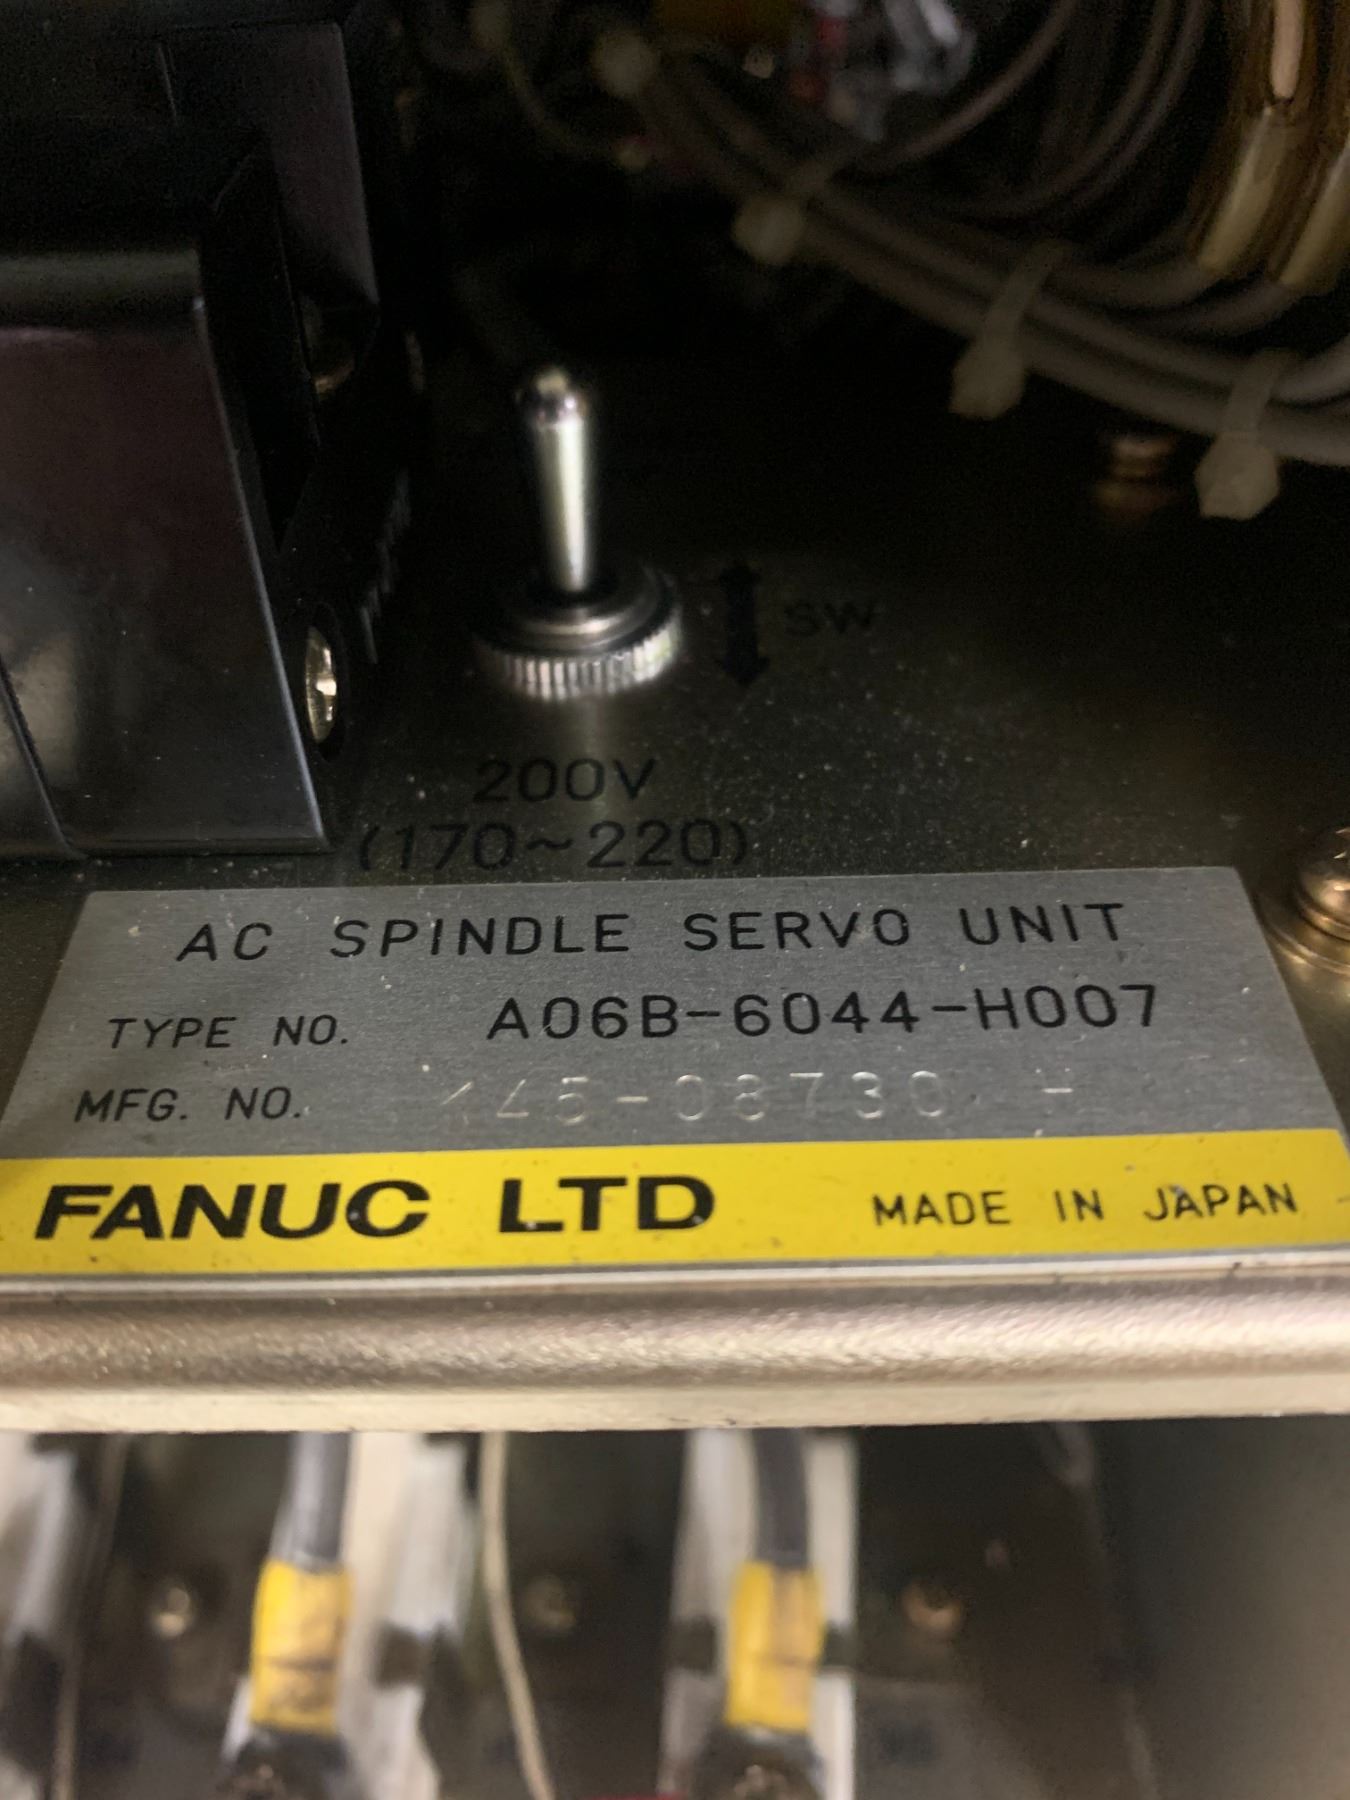 SW
200V
(170~220)
AC SPINDLE SERVO UNIT
TYPE NO. A06B-6044-H007
MFG. NO.
FANUC LTD MADE IN JAPAN